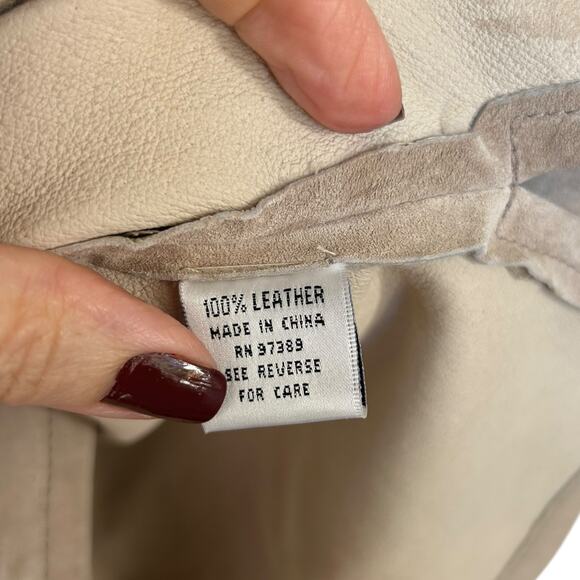 100% LEATHER
MADE IN CHINA
RN 97389
SEE REVERSE
FOR CARE